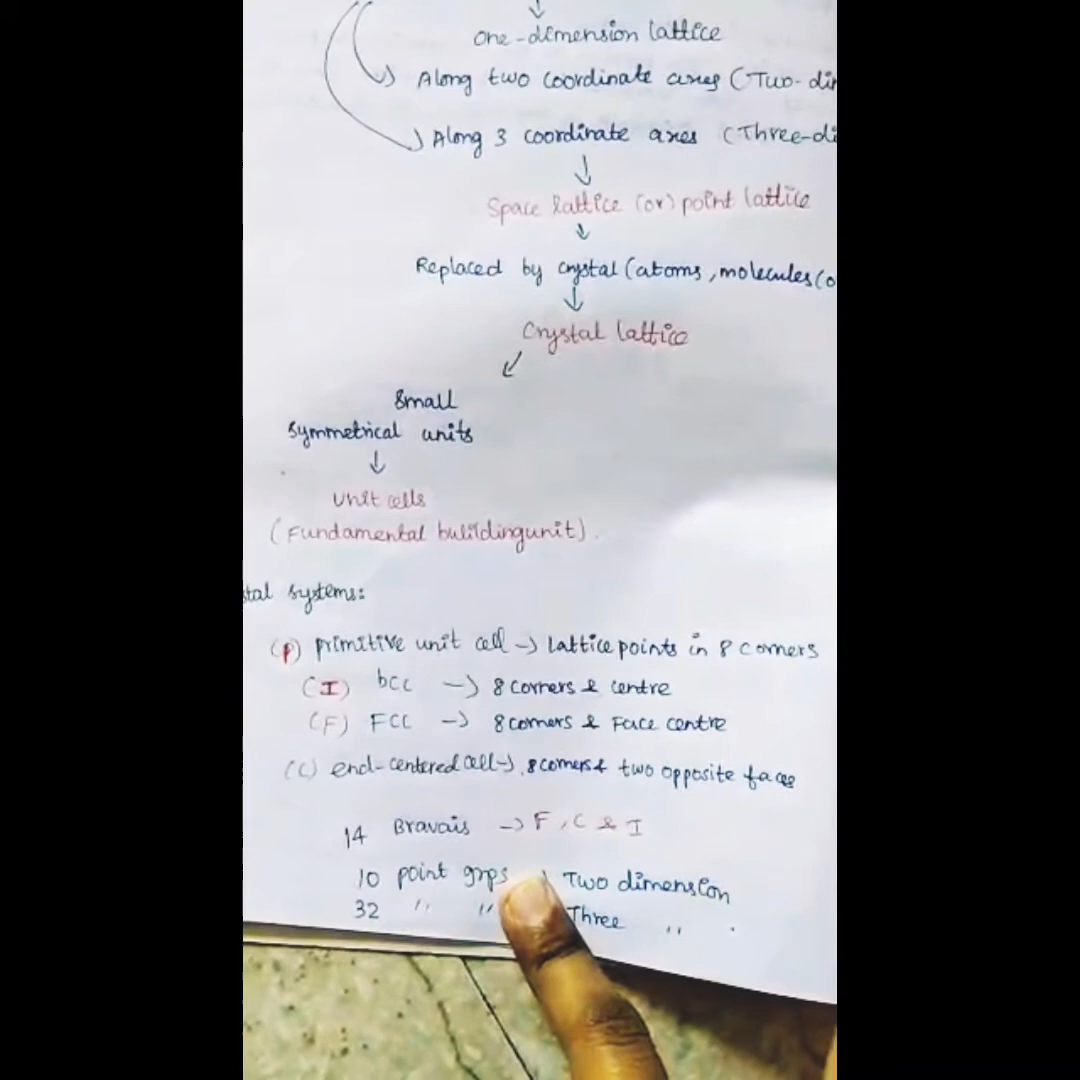 one-dimension lattice
Along two coordinate axes (Two-
Along 3 coordinate axes (Three-
Space lattice (or) point lattice
Replaced by crystal (atoms, molecules
Crystal lattice
Small
symmetrical units
unit cells
(Fundamental buildingunit).
systems:
(P) primitive unit cell → lattice points in 8 corners
(I) bcc → 8 corners & centre
(F) FCC → 8 corners & Face centre
(C) end-centered cell → 8 corners & two opposite faces
14 Bravais → F, C & I
10 point grps Two dimension
32 " " Three "